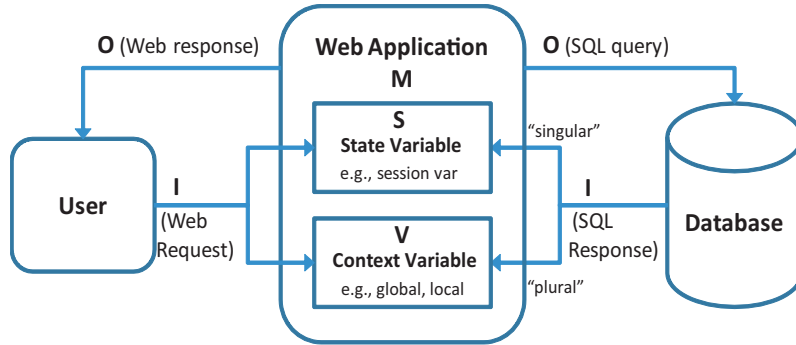 O (Web response)
Web Application
M
O (SQL query)
S
State Variable
e.g., session var
"singular"
User
I
(Web
Request)
I
(SQL
Response)
Database
V
Context Variable
e.g., global, local
"plural"